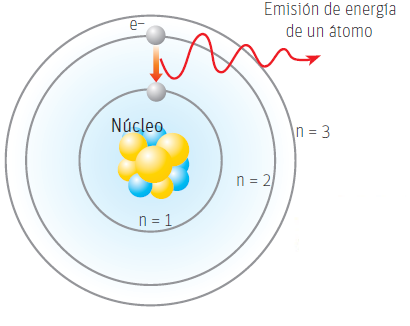 Emisión de energía
de un átomo
e–
Núcleo
n = 3
n = 2
n = 1